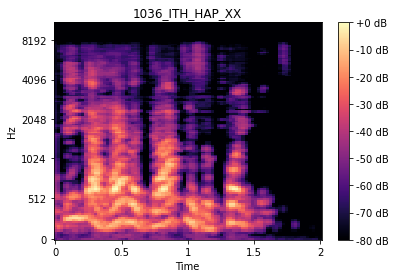 1036_ITH_HAP_XX
+0 dB
8192
-10 dB
4096
-20 dB
-30 dB
2048
Hz
-40 dB
1024
-50 dB
512
-60 dB
-70 dB
0
-80 dB
0
0.5
1
1.5
2
Time